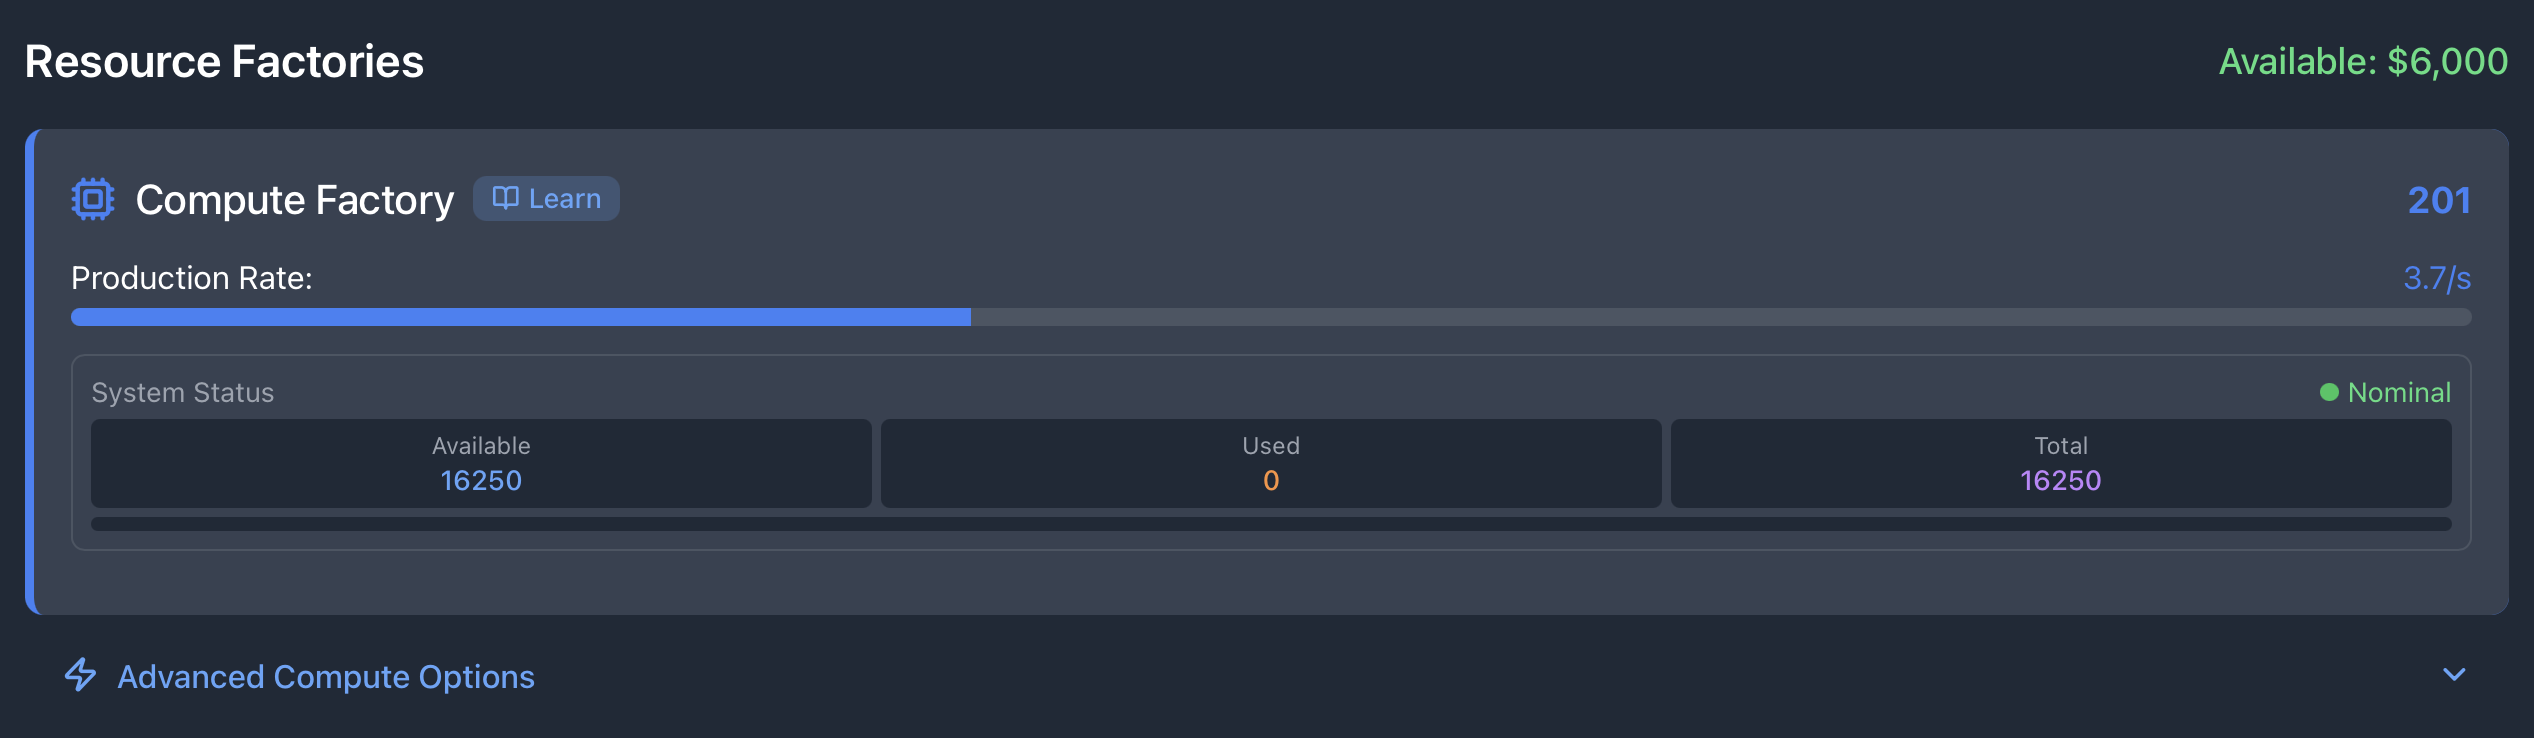 Resource Factories
Available: $6,000
Compute Factory
Learn
201
Production Rate:
3.7/s
System Status
Nominal
Available
16250
Used
0
Total
16250
Advanced Compute Options